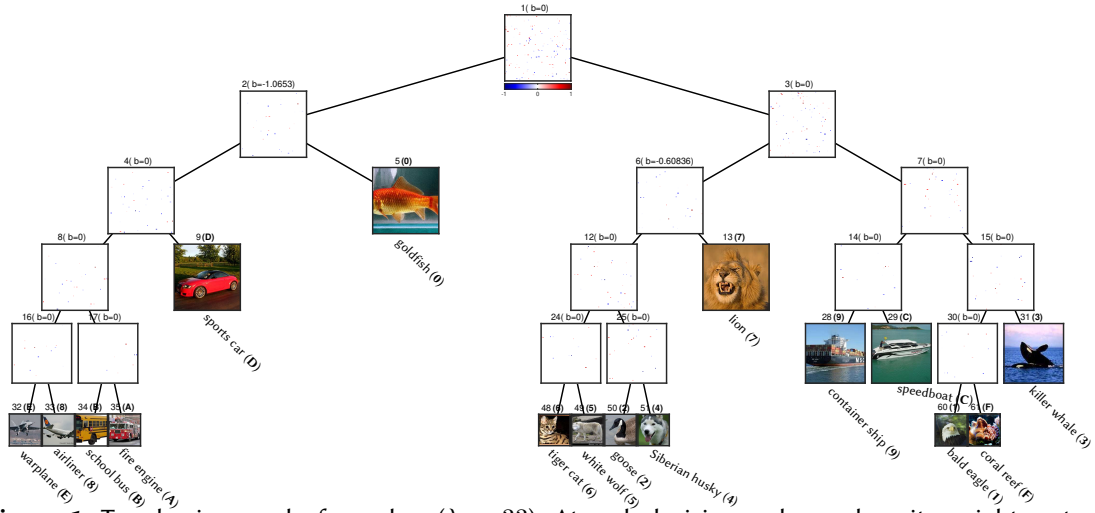 1( b=0)
-1 0 1
2( b=-1.0653)
3( b=0)
4( b=0)
5 (0)
6( b=-0.60836)
7( b=0)
goldfish (0)
8( b=0)
9 (D)
12( b=0)
13 (7)
14( b=0)
15( b=0)
sports car (D)
lion (7)
16( b=0)
17( b=0)
24( b=0)
25( b=0)
28 (9)
29 (C)
30( b=0)
31 (3)
container ship (9)
speedboat (C)
killer whale (3)
32 (E)
33 (8)
34 (B)
35 (A)
48 (6)
49 (5)
50 (2)
51 (4)
60 (1)
61 (F)
warplane (E)
airliner (8)
school bus (B)
fire engine (A)
tiger cat (6)
white wolf (5)
goose (2)
Siberian husky (4)
bald eagle (1)
coral reef (F)